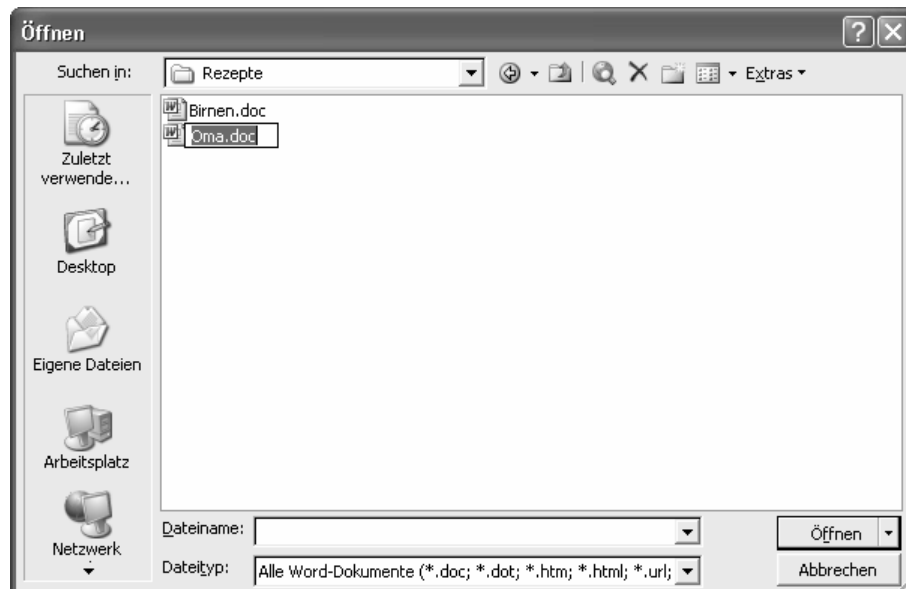 Öffnen
Suchen in: Rezepte Extras
Birnen.doc
Oma.doc
Zuletzt
verwende...
Desktop
Eigene Dateien
Arbeitsplatz
Netzwerk
Dateiname: Öffnen
Dateityp: Alle Word-Dokumente (*.doc; *.dot; *.htm; *.html; *.url; Abbrechen